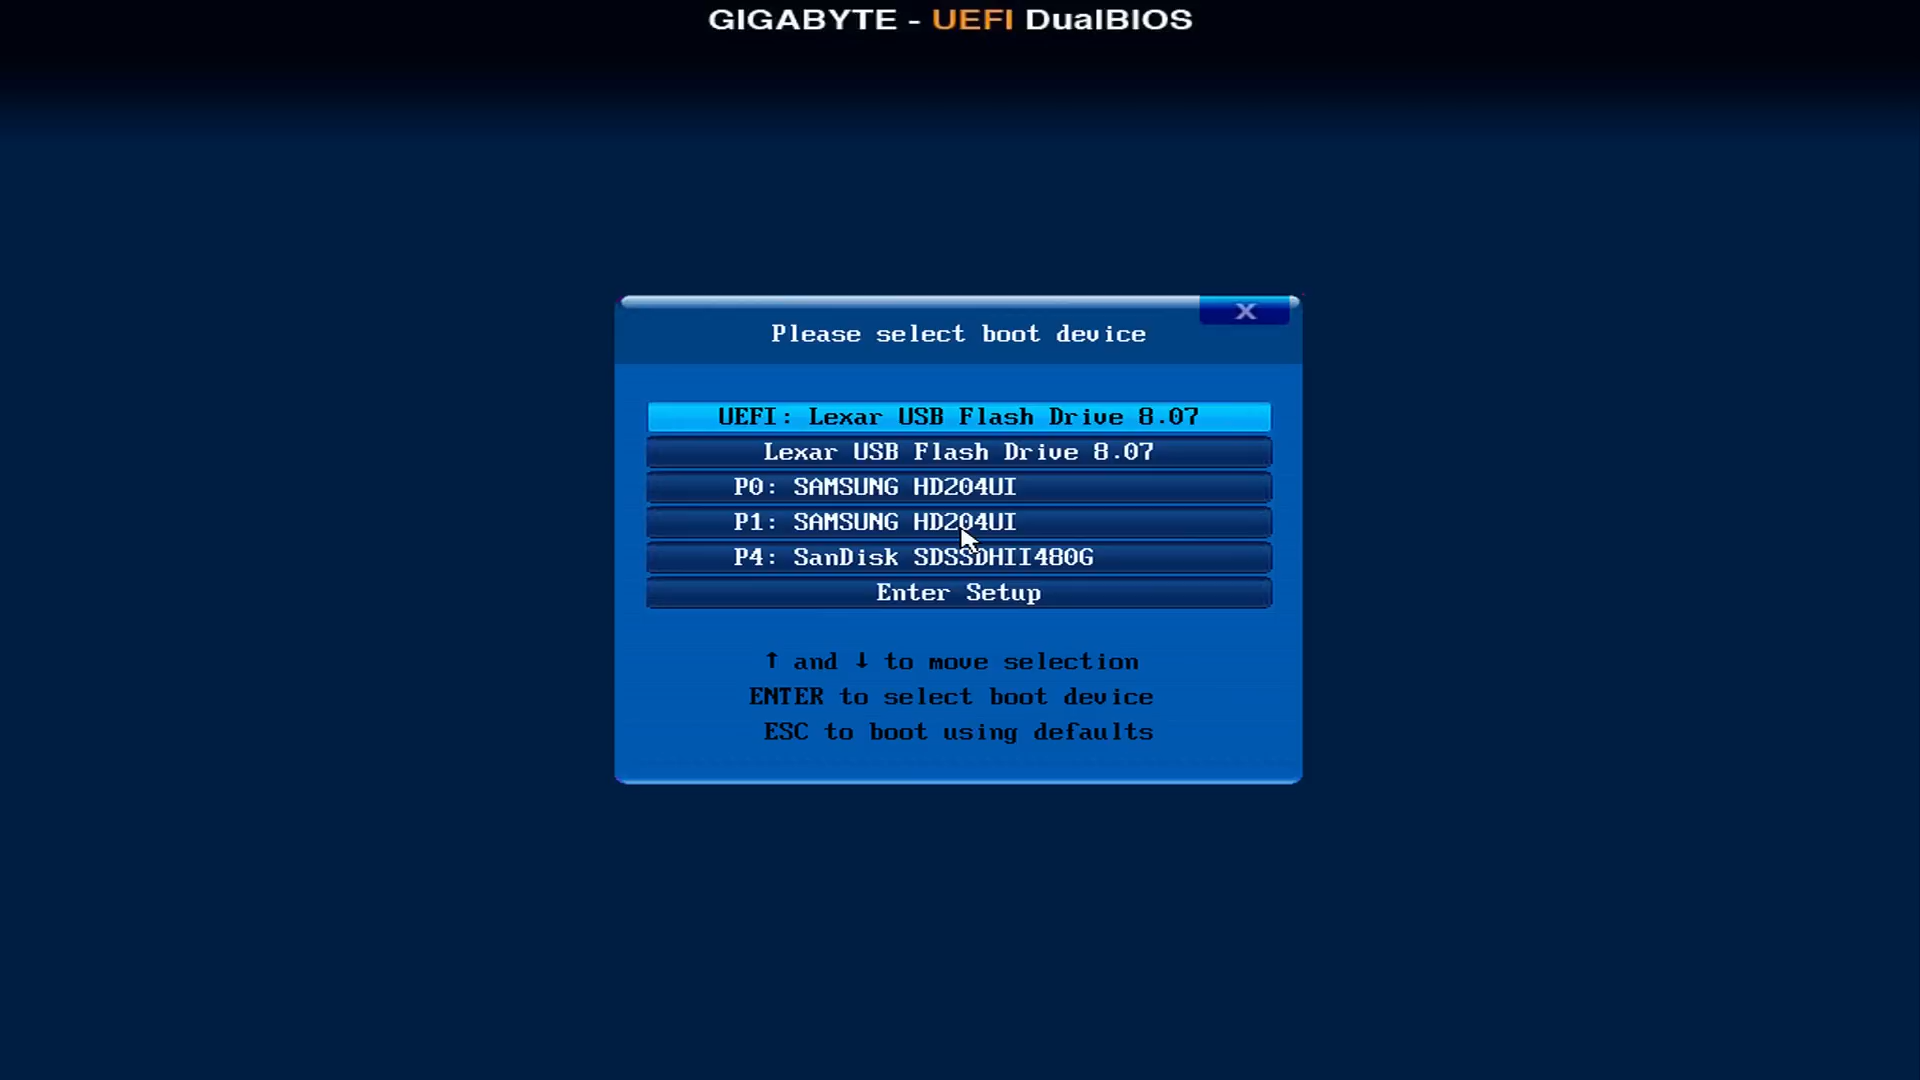 GIGABYTE - UEFI DualBIOS
X
Please select boot device
UEFI: Lexar USB Flash Drive 8.07
Lexar USB Flash Drive 8.07
P0: SAMSUNG HD204UI
P1: SAMSUNG HD204UI
P4: SanDisk SDSSDHII480G
Enter Setup
↑ and ↓ to move selection
ENTER to select boot device
ESC to boot using defaults